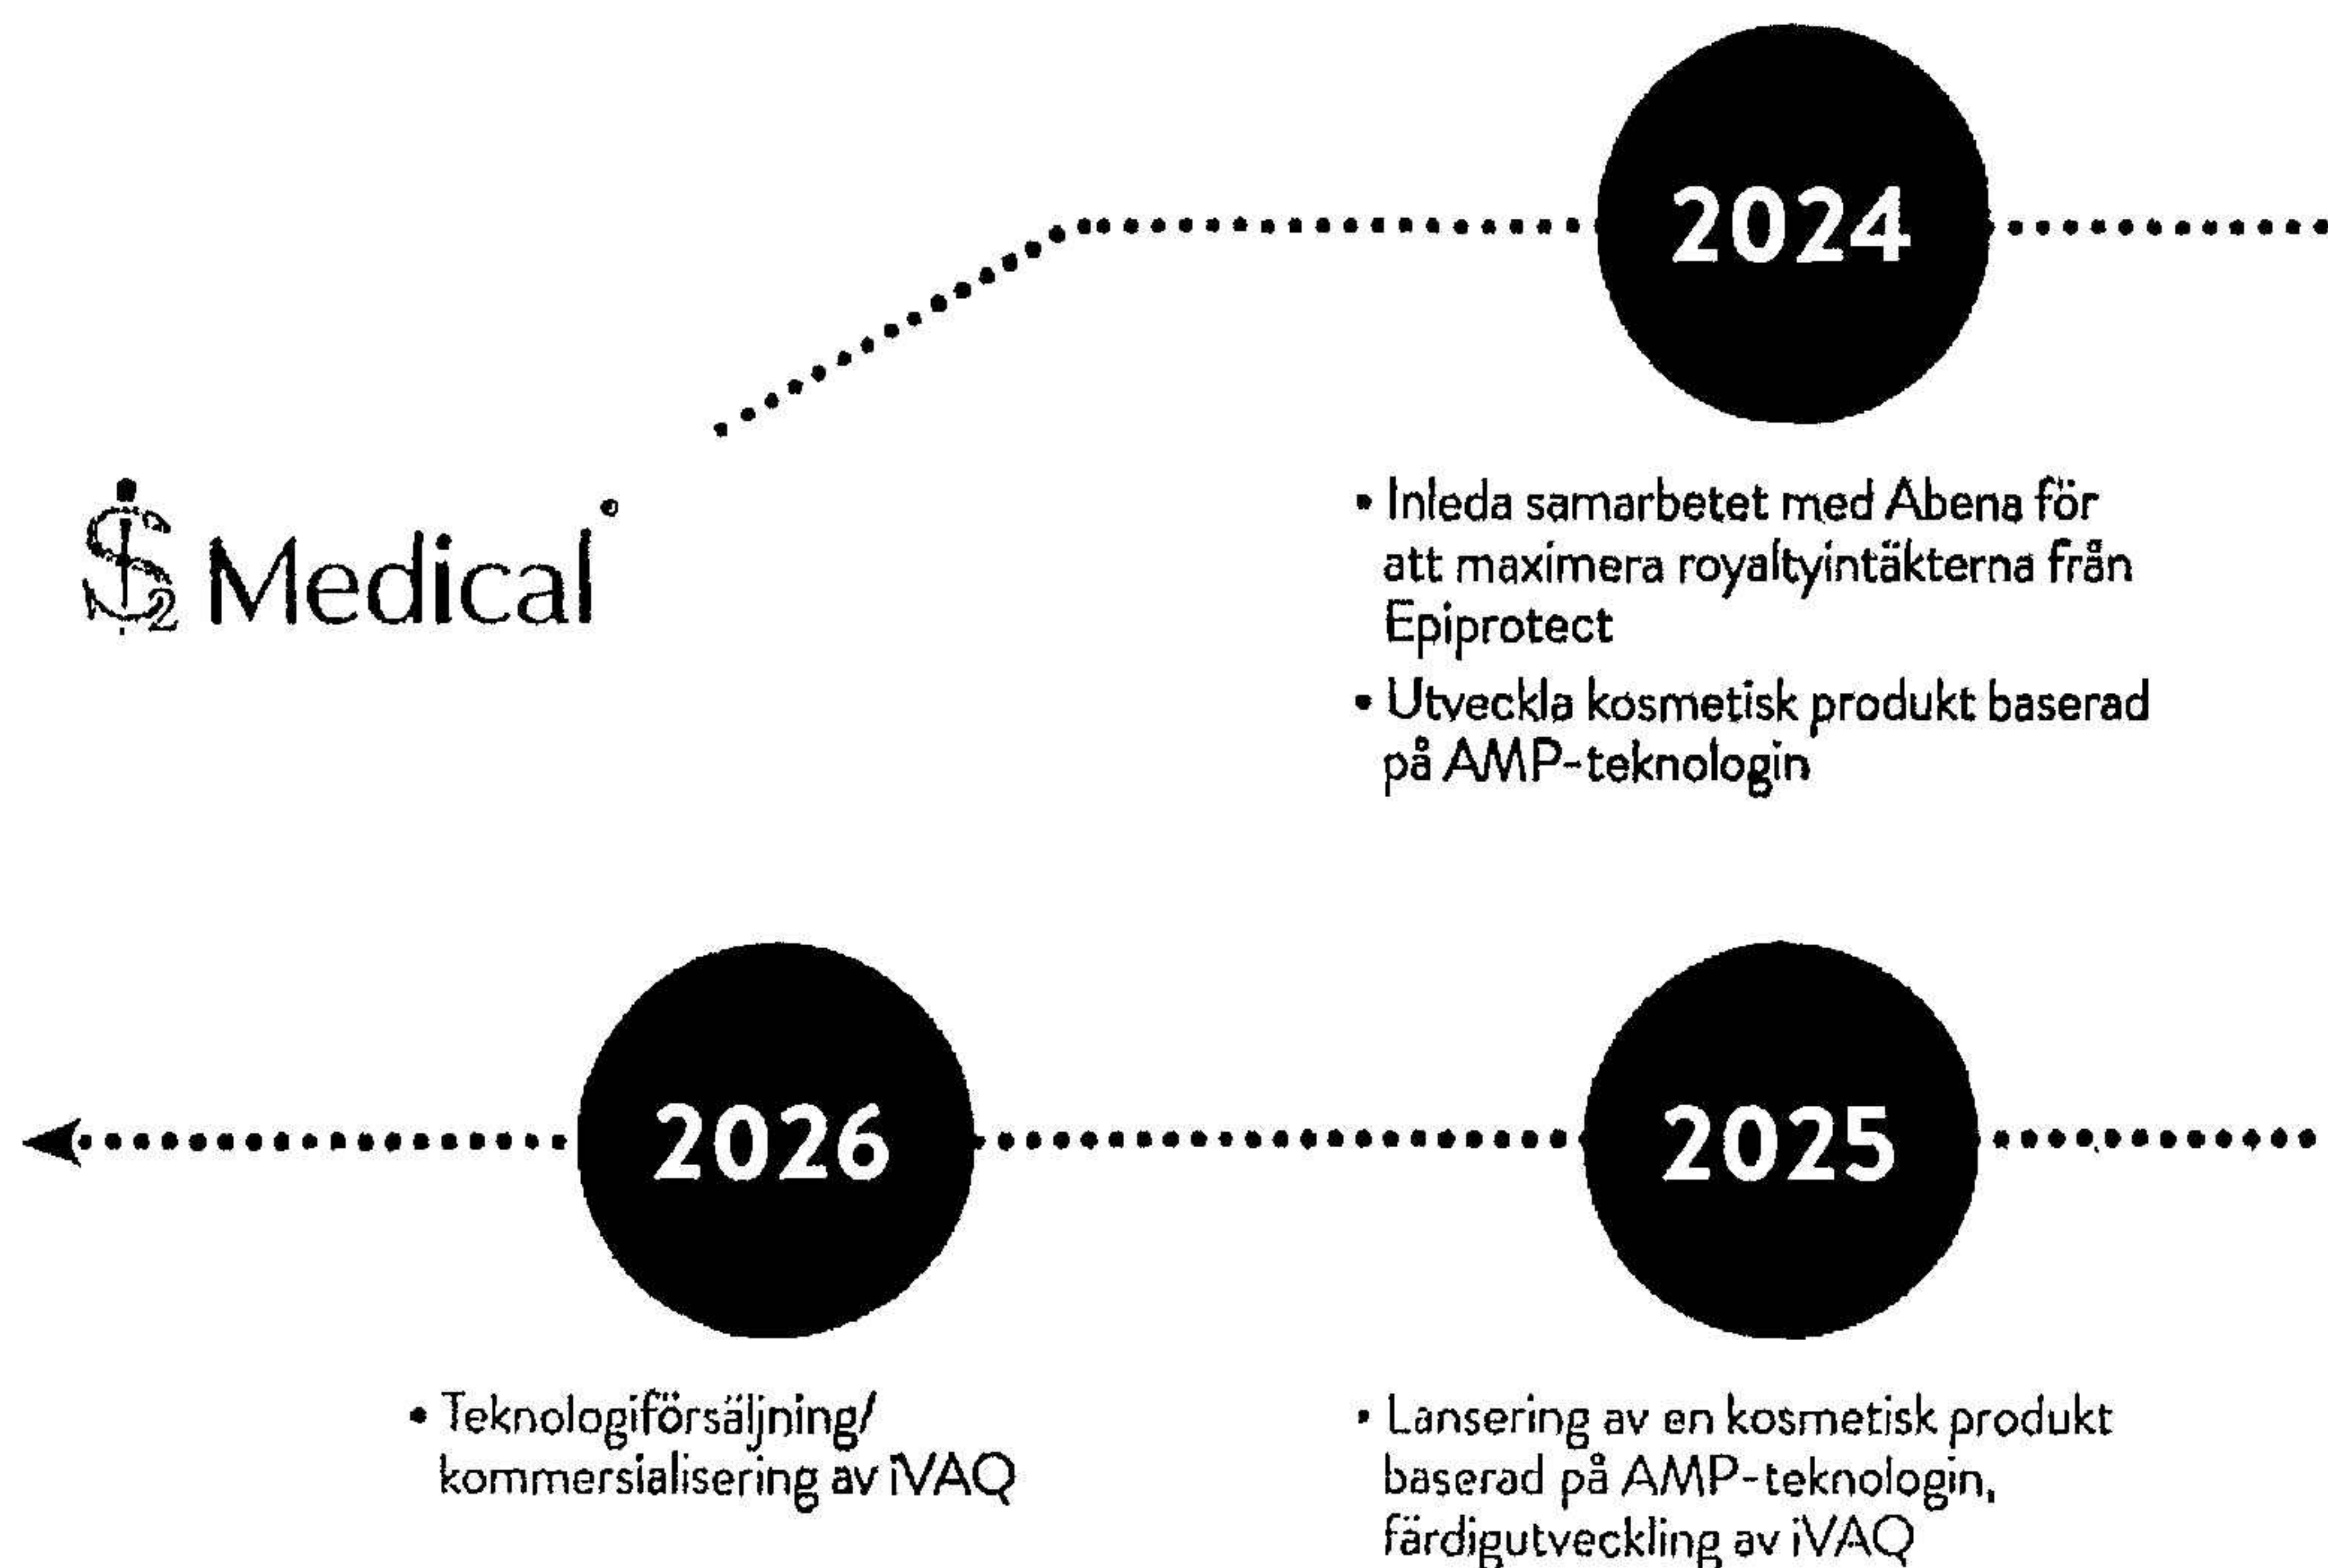 2024
S2 Medical
• Inleda samarbetet med Abena för
att maximera royaltyintäkterna från
Epiprotect
• Utveckla kosmetisk produkt baserad
på AMP-teknologin
2026
2025
• Teknologiförsäljning/
kommersialisering av iVAQ
• Lansering av en kosmetisk produkt
baserad på AMP-teknologin,
färdigutveckling av iVAQ